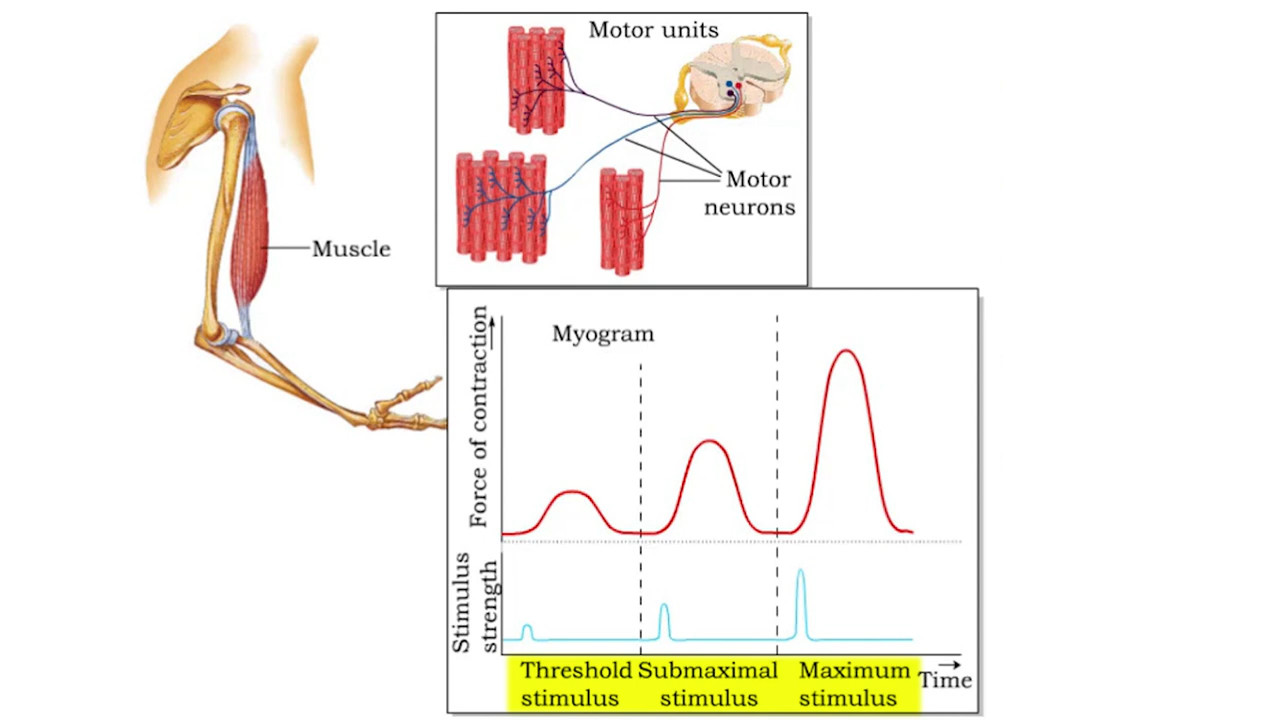 Motor units
Motor
neurons
Muscle
Myogram
Force of contraction
Stimulus
strength
Threshold
stimulus
Submaximal
stimulus
Maximum
stimulus
Time